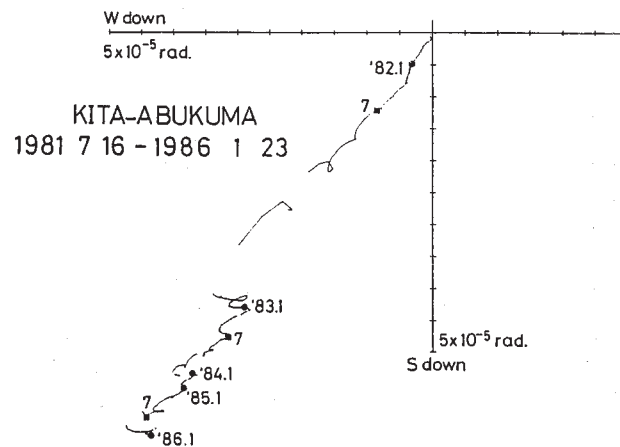 W down
5x10⁻⁵ rad.
'82.1
7
KITA-ABUKUMA
1981 7 16 - 1986 1 23
'83.1
7
5x10⁻⁵ rad.
S down
'84.1
'85.1
7
'86.1